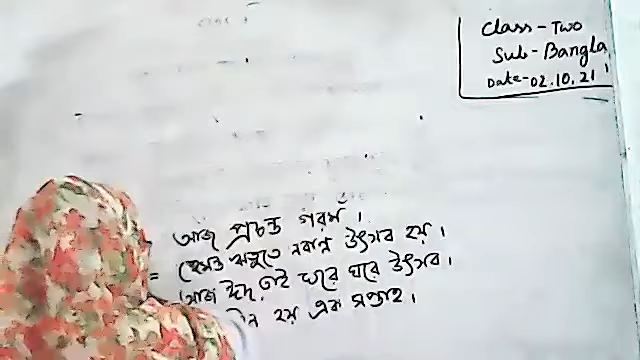 Class - Two
Sub - Bangla
Date - 02.10.21
আজ প্রচন্ড গরম ।
= হেমন্ত ঋতুতে নবান্ন উৎসব হয় ।
আজ ঈদ, তাই ঘরে ঘরে উৎসব ।
হয় এক সপ্তাহ ।